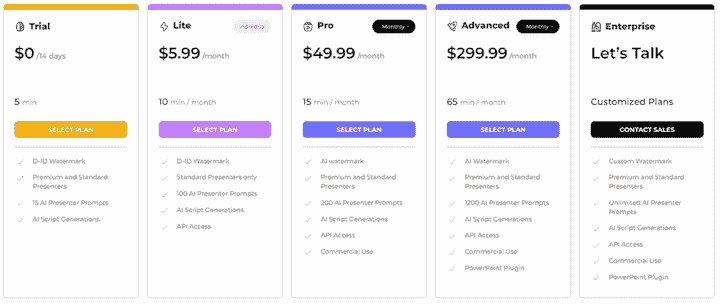 Trial
$0 /14 days
5 min
SELECT PLAN
D-ID Watermark
Premium and Standard
Presenters
15 AI Presenter Prompts
AI Script Generations
Lite
Individual
$5.99 /month
10 min / month
SELECT PLAN
D-ID Watermark
Standard Presenters only
100 AI Presenter Prompts
AI Script Generations
API Access
Pro
Monthly
$49.99 /month
15 min / month
SELECT PLAN
AI watermark
Premium and Standard
Presenters
200 AI Presenter Prompts
AI Script Generations
API Access
Commercial Use
Advanced
Monthly
$299.99 /month
65 min / month
SELECT PLAN
AI Watermark
Premium and Standard
Presenters
1200 AI Presenter Prompts
AI Script Generations
API Access
Commercial Use
PowerPoint Plugin
Enterprise
Let's Talk
Customized Plans
CONTACT SALES
Custom Watermark
Premium and Standard
Presenters
Unlimited AI Presenter
Prompts
AI Script Generations
API Access
Commercial Use
PowerPoint Plugin